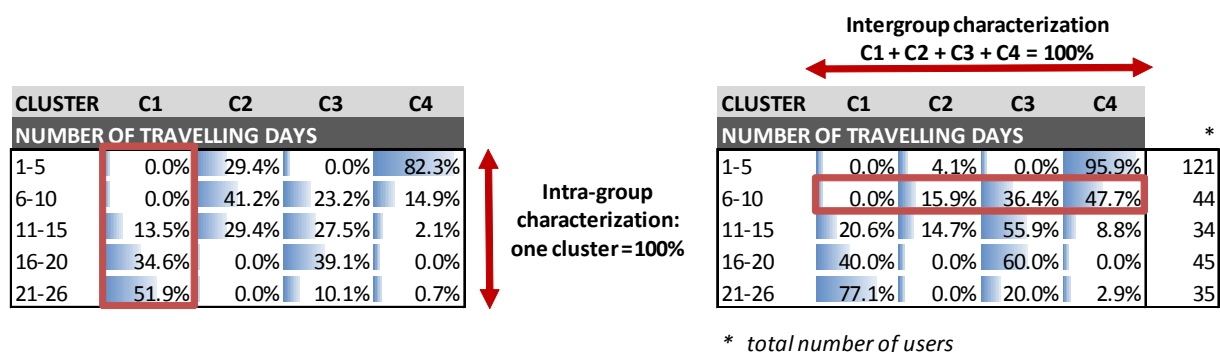 Intergroup characterization
C1 + C2 + C3 + C4 = 100%
CLUSTER C1 C2 C3 C4
NUMBER OF TRAVELLING DAYS
1-5 0.0% 29.4% 0.0% 82.3%
6-10 0.0% 41.2% 23.2% 14.9%
11-15 13.5% 29.4% 27.5% 2.1%
16-20 34.6% 0.0% 39.1% 0.0%
21-26 51.9% 0.0% 10.1% 0.7%
Intra-group
characterization:
one cluster = 100%
CLUSTER C1 C2 C3 C4
NUMBER OF TRAVELLING DAYS *
1-5 0.0% 4.1% 0.0% 95.9% 121
6-10 0.0% 15.9% 36.4% 47.7% 44
11-15 20.6% 14.7% 55.9% 8.8% 34
16-20 40.0% 0.0% 60.0% 0.0% 45
21-26 77.1% 0.0% 20.0% 2.9% 35
* total number of users